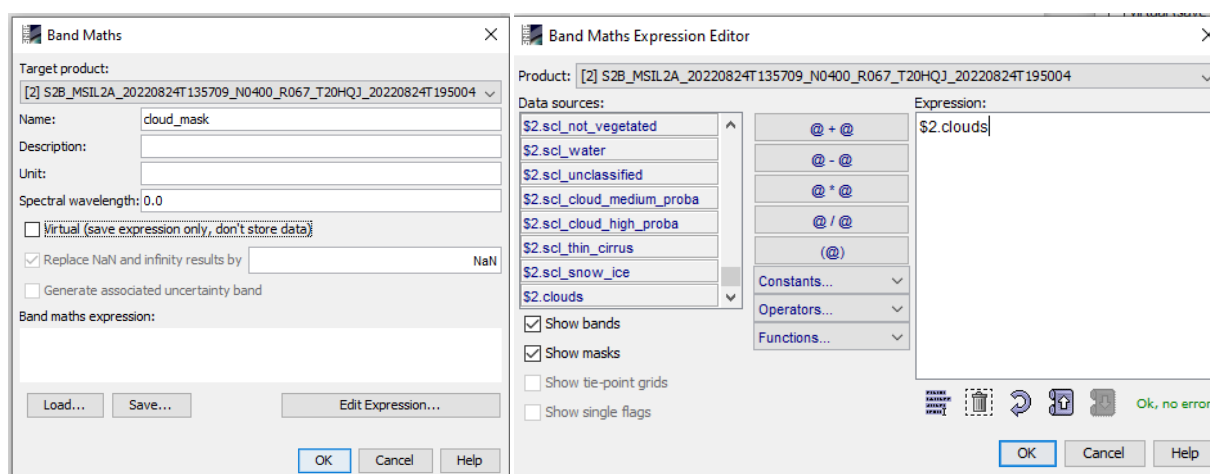 Band Maths
Target product:
[2] S2B_MSIL2A_20220824T135709_N0400_R067_T20HQJ_20220824T195004
Name: cloud_mask
Description:
Unit:
Spectral wavelength: 0.0
Virtual (save expression only, don't store data)
Replace NaN and infinity results by NaN
Generate associated uncertainty band
Band maths expression:
Load... Save... Edit Expression...
OK Cancel Help
Band Maths Expression Editor
Product: [2] S2B_MSIL2A_20220824T135709_N0400_R067_T20HQJ_20220824T195004
Data sources:
$2.scl_not_vegetated
$2.scl_water
$2.scl_unclassified
$2.scl_cloud_medium_proba
$2.scl_cloud_high_proba
$2.scl_thin_cirrus
$2.scl_snow_ice
$2.clouds
Show bands
Show masks
Show tie-point grids
Show single flags
@ + @
@ - @
@ * @
@ / @
(@)
Constants...
Operators...
Functions...
Expression:
$2.clouds
Ok, no error
OK Cancel Help